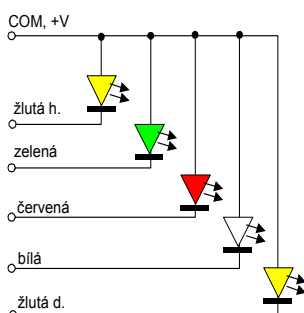 COM, +V
žlutá h.
zelená
červená
bílá
žlutá d.